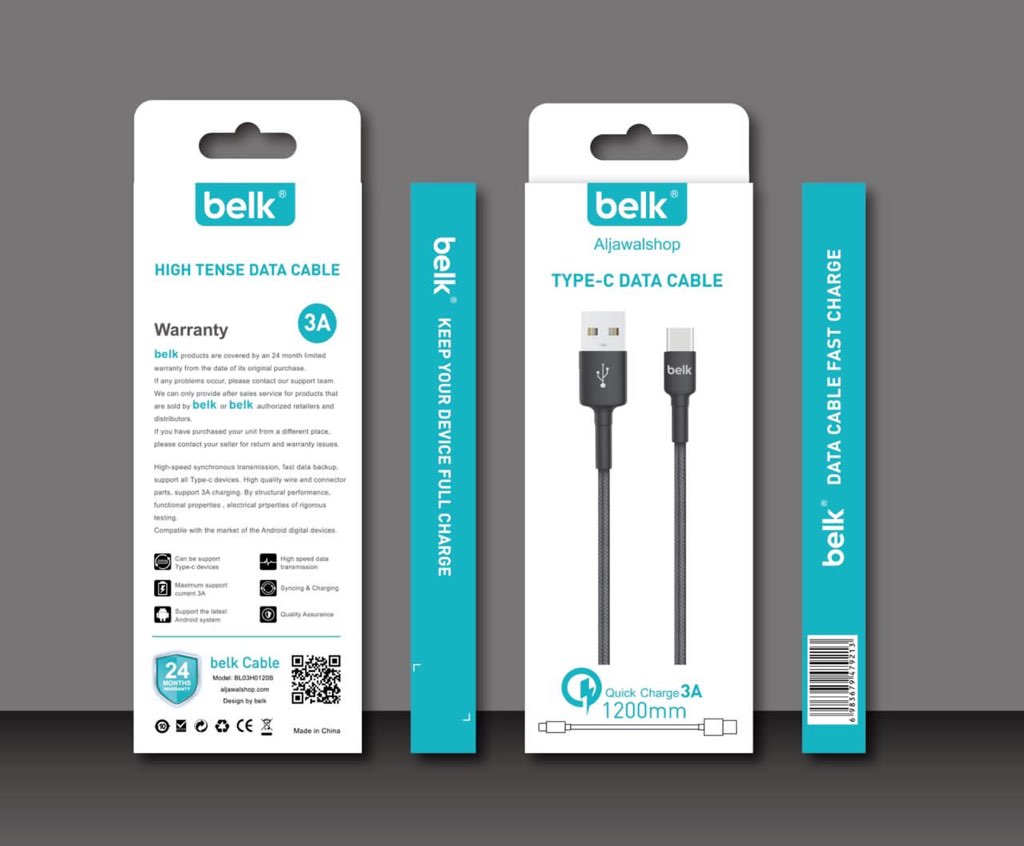 belk®
HIGH TENSE DATA CABLE
Warranty
3A
belk products are covered by an 24 month limited
warranty from the date of its original purchase.
If any problems occur, please contact our support team.
We can only provide after sales service for products that
are sold by belk or belk authorized retailers and
distributors.
If you have purchased your unit from a different place,
please contact your seller for return and warranty issues.
High-speed synchronous transmission, fast data backup,
support all Type-c devices. High quality wire and connector
parts, support 3A charging. By structural performance,
functional properties , electrical prtperties of rigorous
testing.
Compatile with the market of the Android digital devices.
Can be support
Type-c devices
High speed data
transmission
Maximum support
current 3A
Syncing & Charging
Support the latest
Android system
Quality Assurance
24
MONTHS
WARRANTY
belk Cable
Model: BL03H0120B
aljawalshop.com
Design by belk
10
CE
Made in China
belk® KEEP YOUR DEVICE FULL CHARGE
belk®
Aljawalshop
TYPE-C DATA CABLE
belk
Quick Charge 3A
1200mm
belk® DATA CABLE FAST CHARGE
69836791479213